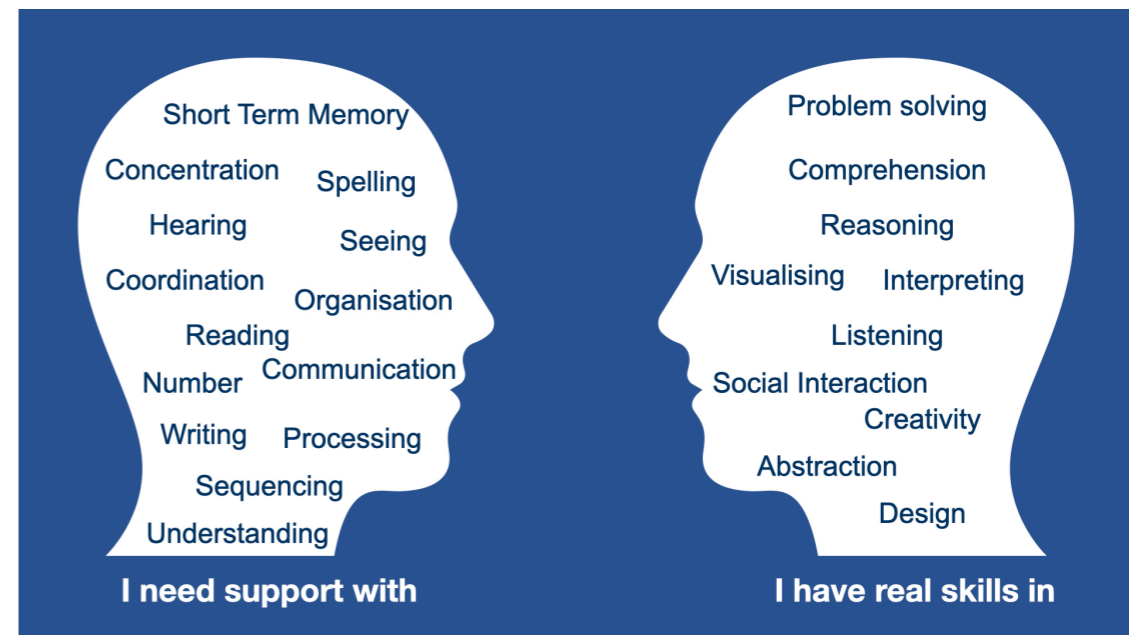 Short Term Memory
Concentration
Spelling
Hearing
Seeing
Coordination
Organisation
Reading
Communication
Number
Writing
Processing
Sequencing
Understanding
I need support with
Problem solving
Comprehension
Reasoning
Visualising
Interpreting
Listening
Social Interaction
Creativity
Abstraction
Design
I have real skills in